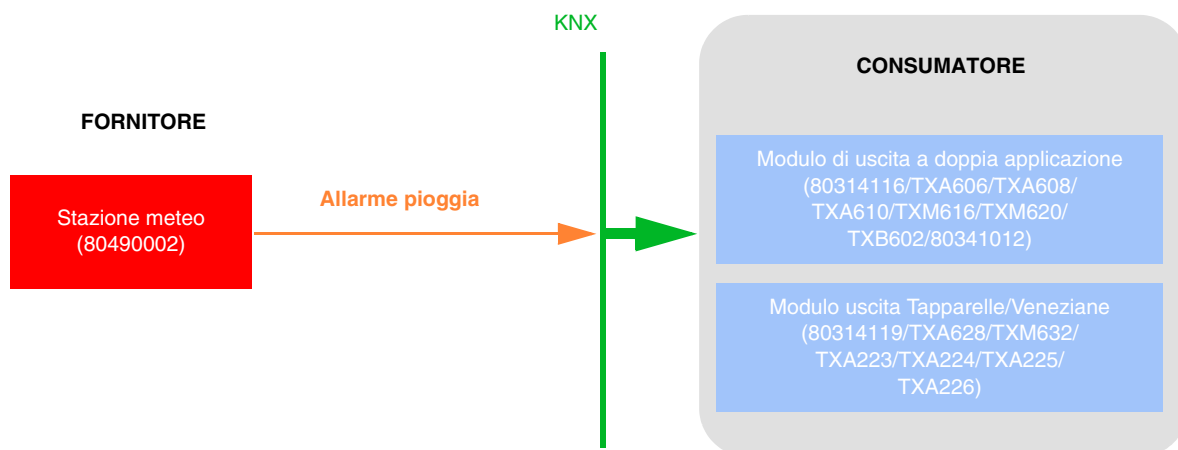 KNX
FORNITORE
Stazione meteo
(80490002)
Allarme pioggia
CONSUMATORE
Modulo di uscita a doppia applicazione
(80314116/TXA606/TXA608/
TXA610/TXM616/TXM620/
TXB602/80341012)
Modulo uscita Tapparelle/Veneziane
(80314119/TXA628/TXM632/
TXA223/TXA224/TXA225/
TXA226)